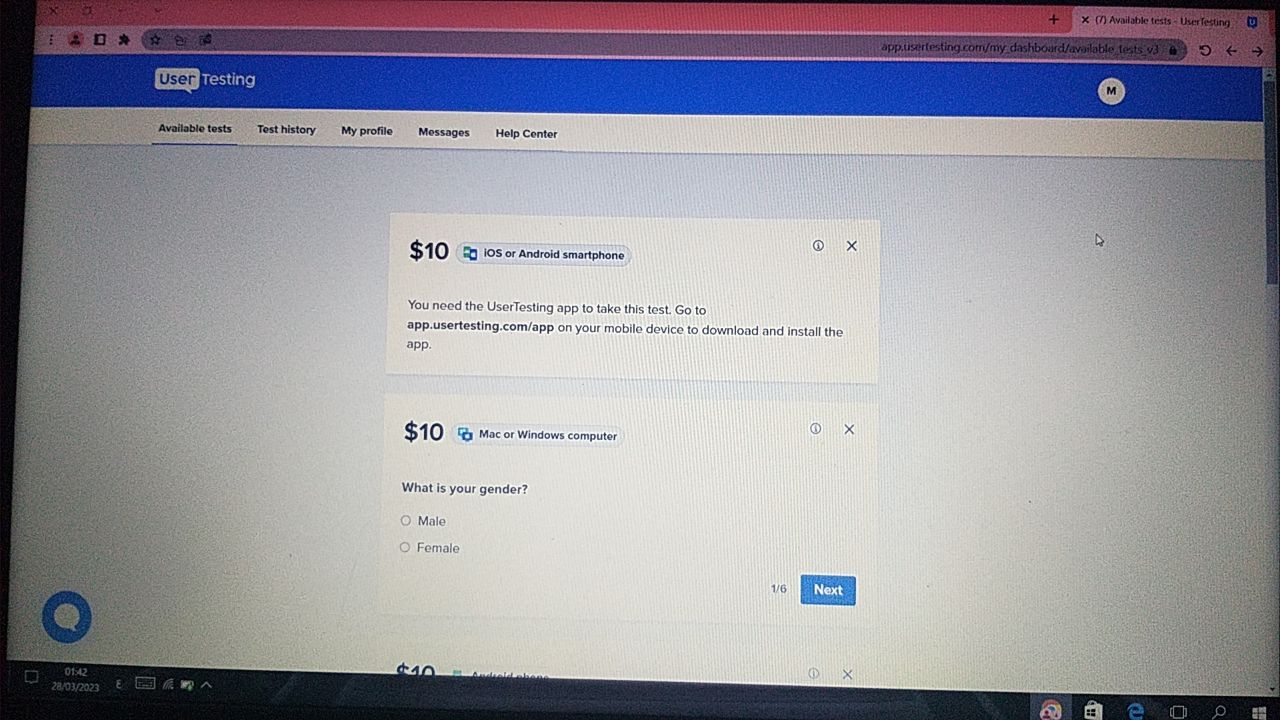 (7) Available tests - UserTesting
app.usertesting.com/my_dashboard/available_tests_v3
User Testing
M
Available tests Test history My profile Messages Help Center
$10 iOS or Android smartphone
You need the UserTesting app to take this test. Go to
app.usertesting.com/app on your mobile device to download and install the
app.
$10 Mac or Windows computer
What is your gender?
Male
Female
1/6 Next
$10 Android phone
01:42
28/03/2023
ع